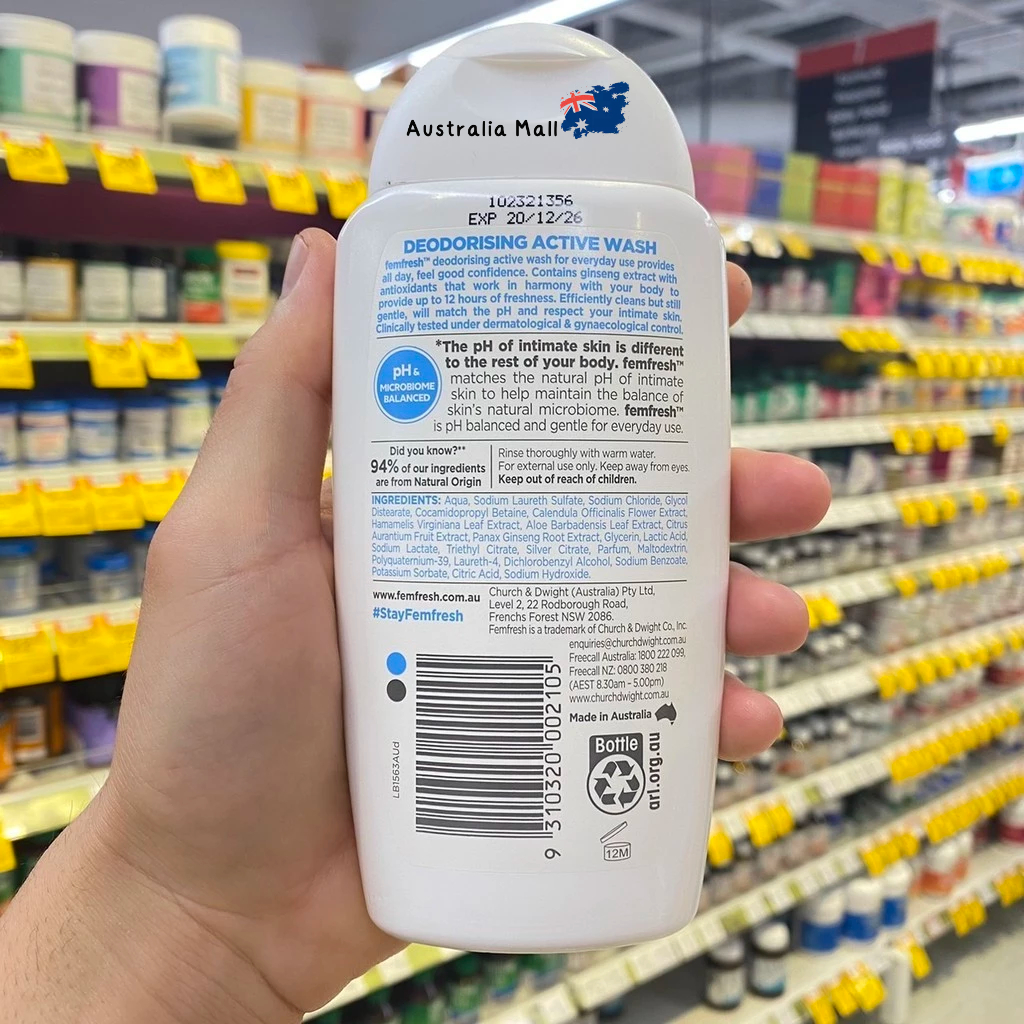 Australia Mall
102321356
EXP 20/12/26
DEODORISING ACTIVE WASH
femfresh™ deodorising active wash for everyday use provides
all day, feel good confidence. Contains ginseng extract with
antioxidants that work in harmony with your body to
provide up to 12 hours of freshness. Efficiently cleans but still
gentle, will match the pH and respect your intimate skin.
Clinically tested under dermatological & gynaecological control.
pH &
MICROBIOME
BALANCED
*The pH of intimate skin is different
to the rest of your body. femfresh™
matches the natural pH of intimate
skin to help maintain the balance of
skin's natural microbiome. femfresh™
is pH balanced and gentle for everyday use.
Did you know?**
94% of our ingredients
are from Natural Origin
Rinse thoroughly with warm water.
For external use only. Keep away from eyes.
Keep out of reach of children.
INGREDIENTS: Aqua, Sodium Laureth Sulfate, Sodium Chloride, Glycol
Distearate, Cocamidopropyl Betaine, Calendula Officinalis Flower Extract,
Hamamelis Virginiana Leaf Extract, Aloe Barbadensis Leaf Extract, Citrus
Aurantium Fruit Extract, Panax Ginseng Root Extract, Glycerin, Lactic Acid,
Sodium Lactate, Triethyl Citrate, Silver Citrate, Parfum, Maltodextrin,
Polyquaternium-39, Laureth-4, Dichlorobenzyl Alcohol, Sodium Benzoate,
Potassium Sorbate, Citric Acid, Sodium Hydroxide.
www.femfresh.com.au
#StayFemfresh
Church & Dwight (Australia) Pty Ltd,
Level 2, 22 Rodborough Road,
Frenchs Forest NSW 2086.
Femfresh is a trademark of Church & Dwight Co., Inc.
enquiries@churchdwight.com.au
Freecall Australia: 1800 222 099,
Freecall NZ: 0800 380 218
(AEST 8.30am - 5.00pm)
www.churchdwight.com.au
Made in Australia
LB1563AUd
9 310320 002105
Bottle
arl.org.au
12M